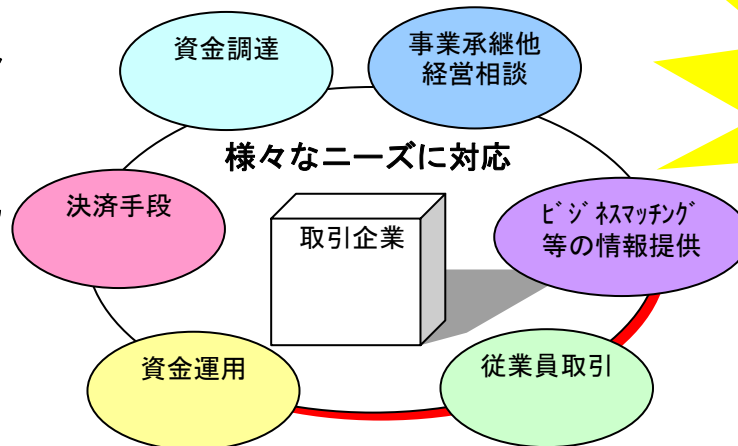 資金調達
事業承継他
経営相談
様々なニーズに対応
決済手段
取引企業
ﾋﾞｼﾞﾈｽﾏｯﾁﾝｸﾞ
等の情報提供
資金運用
従業員取引